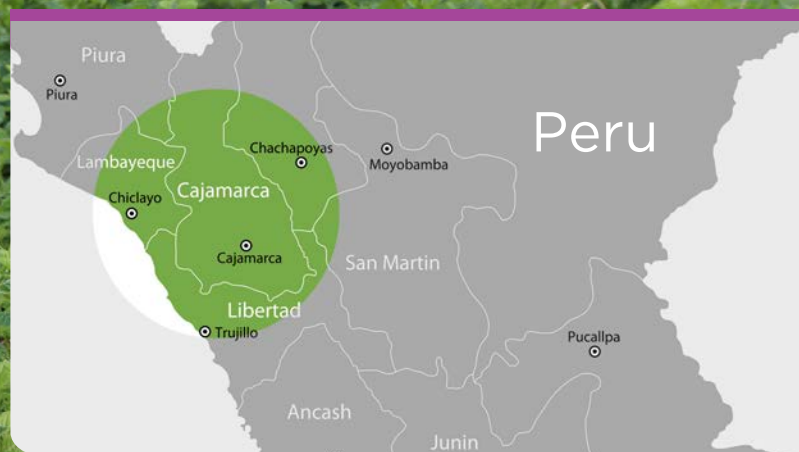 Piura
Piura
Peru
Chachapoyas
Moyobamba
Lambayeque
Cajamarca
Chiclayo
Cajamarca
San Martin
Libertad
Trujillo
Pucallpa
Ancash
Junin